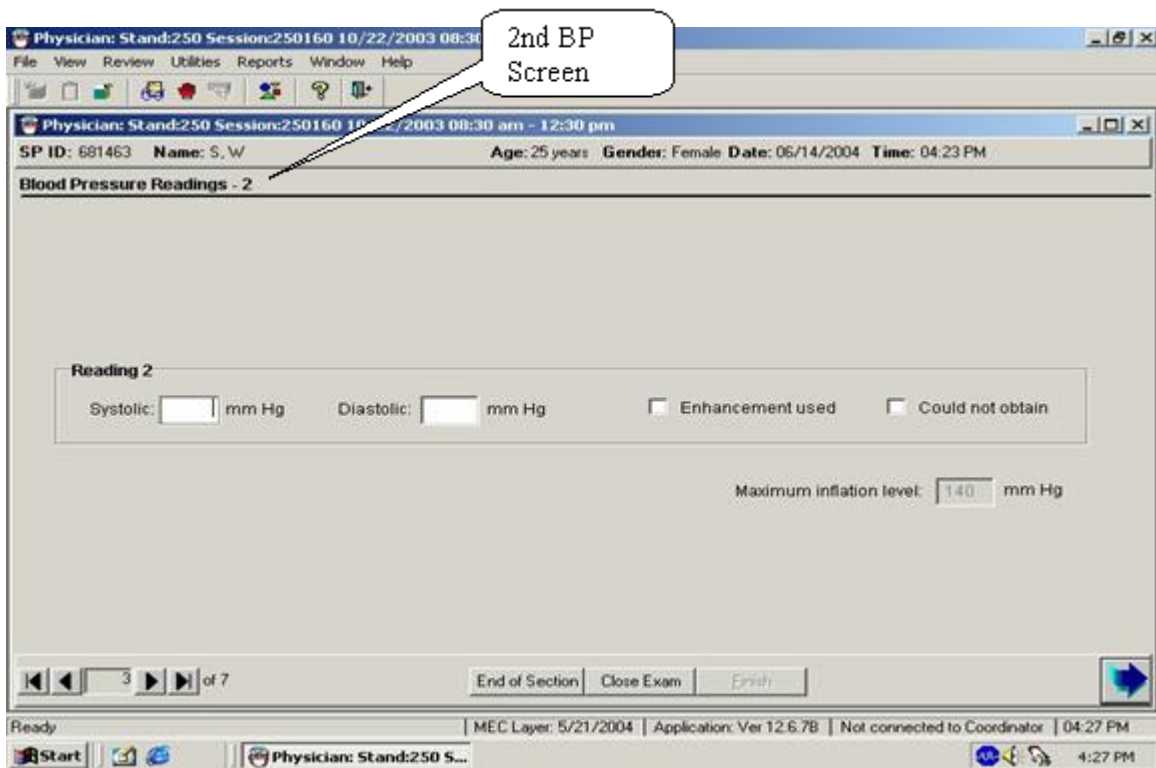 2nd BP
Screen
Physician: Stand:250 Session:250160 10/22/2003 08:30
File View Review Utilities Reports Window Help
Physician: Stand:250 Session:250160 10/22/2003 08:30 am - 12:30 pm
SP ID: 681463 Name: S, W Age: 25 years Gender: Female Date: 06/14/2004 Time: 04:23 PM
Blood Pressure Readings - 2
Reading 2
Systolic: mm Hg Diastolic: mm Hg Enhancement used Could not obtain
Maximum inflation level: 140 mm Hg
3 of 7 End of Section Close Exam Finish
Ready MEC Layer: 5/21/2004 Application: Ver 12.6.7B Not connected to Coordinator 04:27 PM
Start Physician: Stand:250 S... 4:27 PM